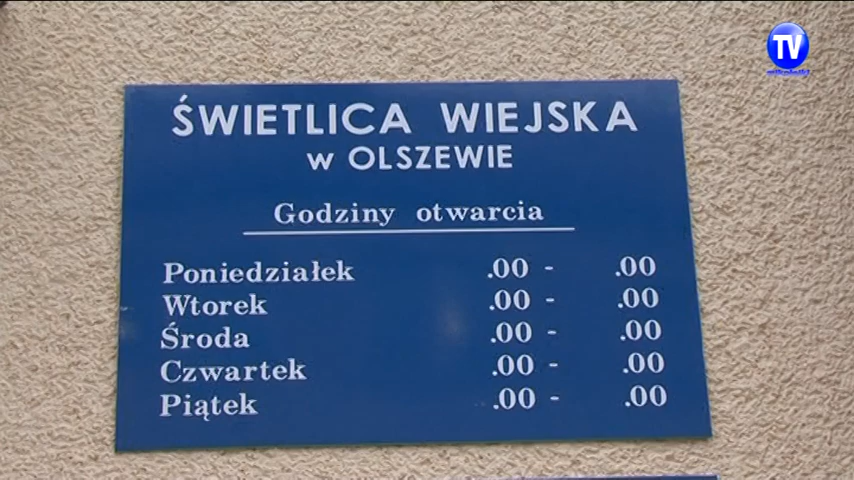 TV
ŚWIETLICA WIEJSKA
w OLSZEWIE
Godziny otwarcia
Poniedziałek .00 - .00
Wtorek .00 - .00
Środa .00 - .00
Czwartek .00 - .00
Piątek .00 - .00